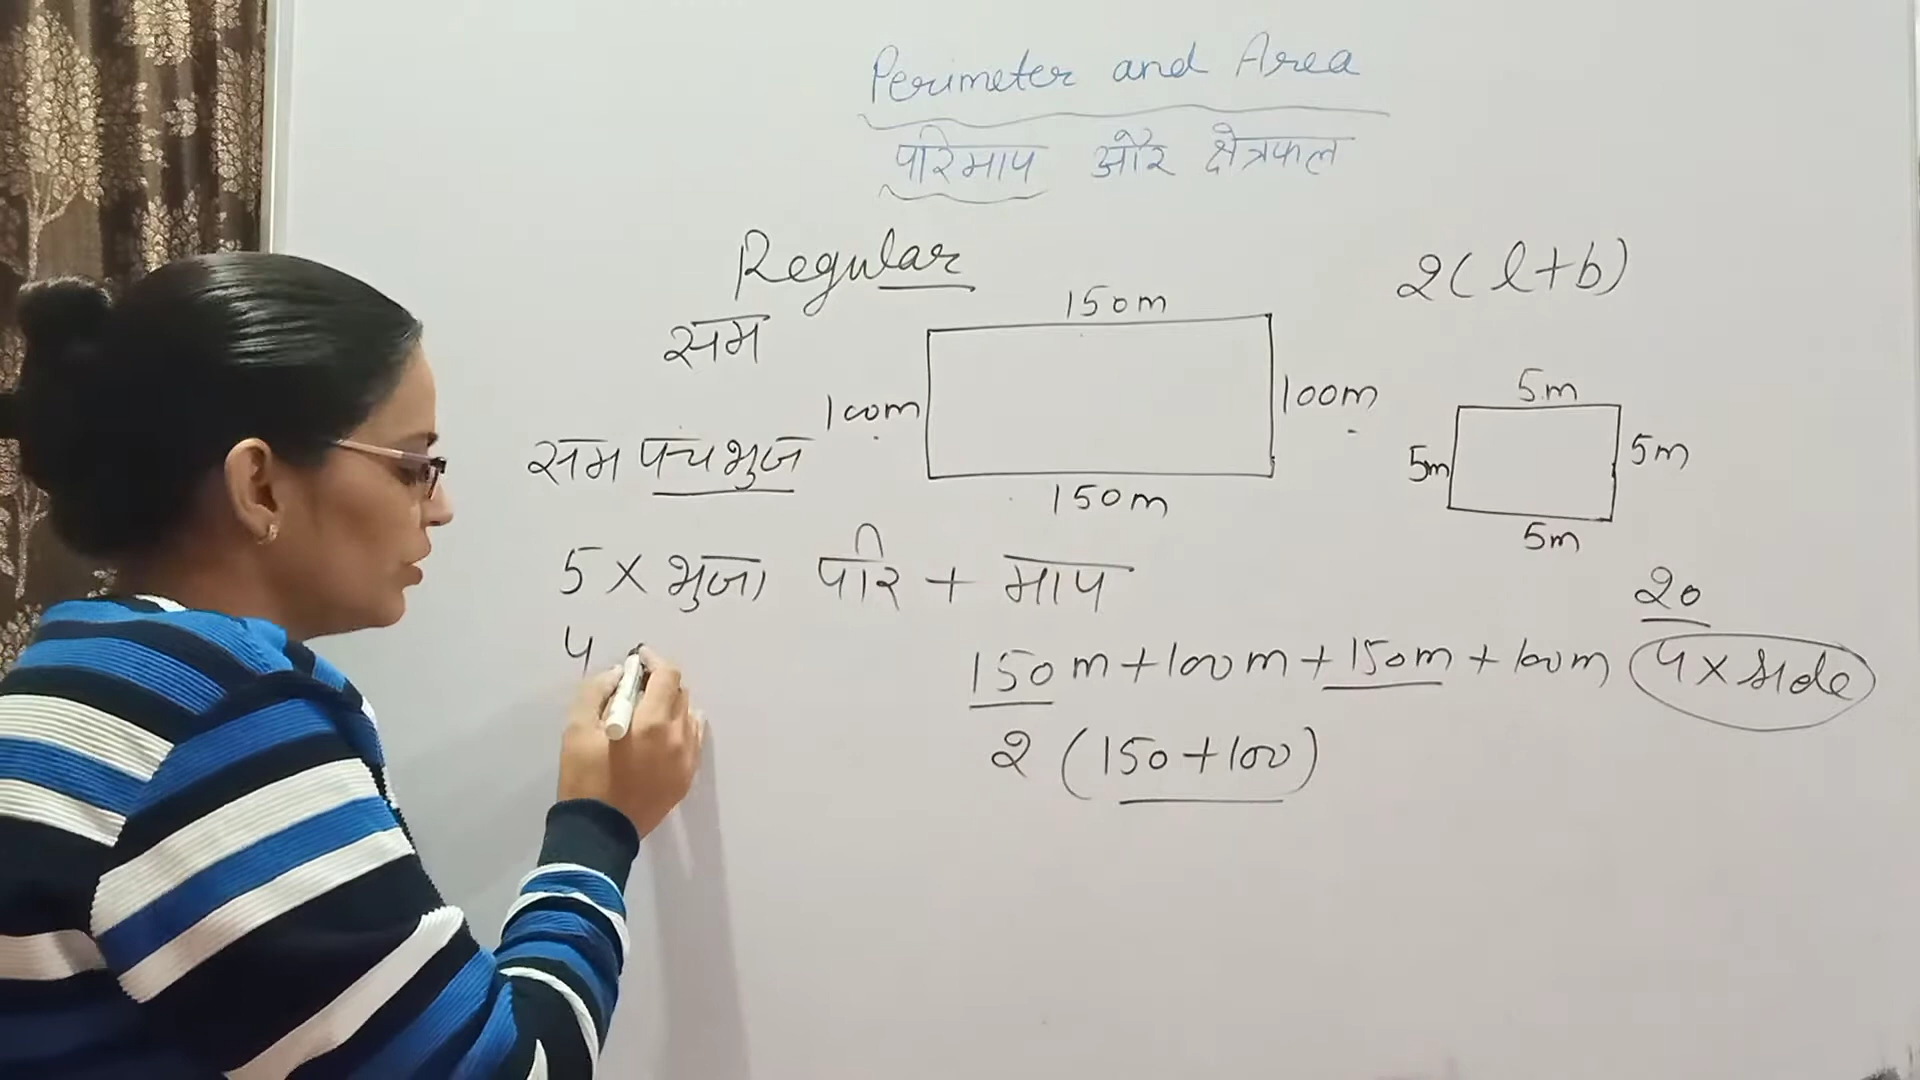 Perimeter and Area
परिमाप और क्षेत्रफल
Regular
2(l+b)
सम
150m
100m
100m
150m
5m
5m
5m
5m
सम पंचभुज
5 × भुजा
परि + माप
4
20
150m+100m+150m+100m
4×side
2 (150+100)